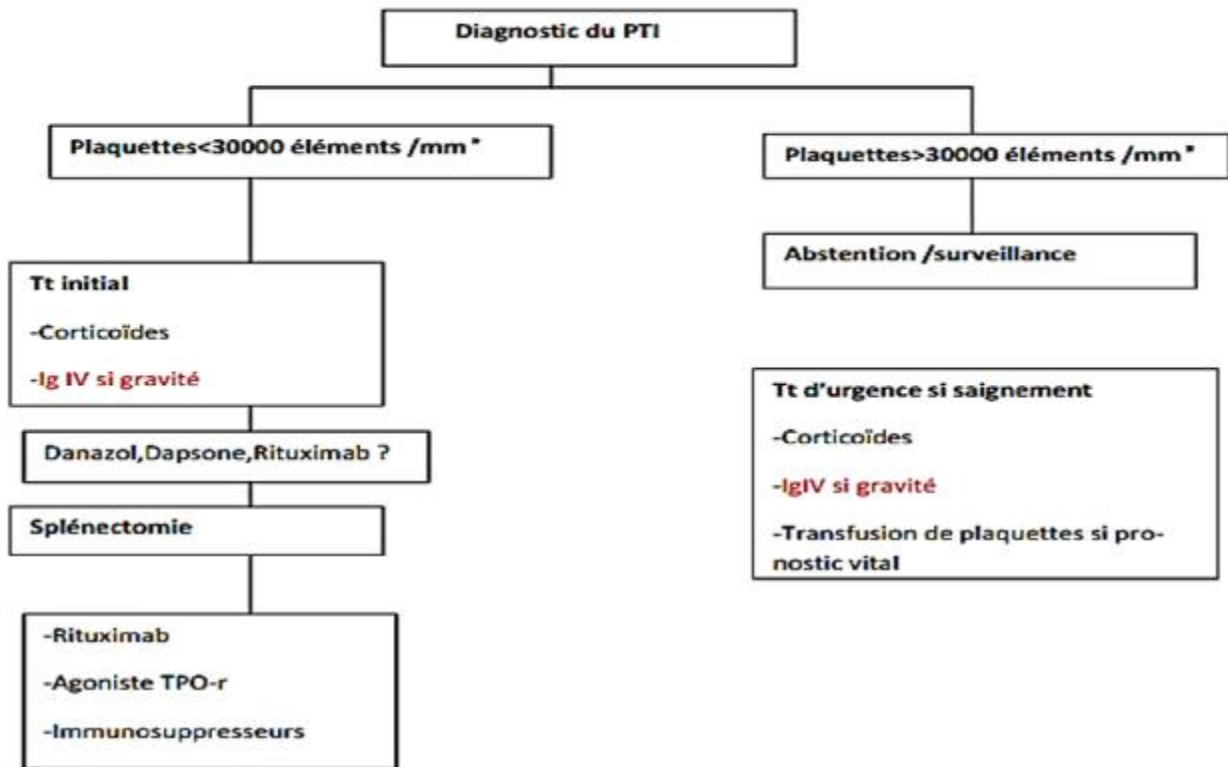 Diagnostic du PTI
Plaquettes<30000 éléments /mm³
Plaquettes>30000 éléments /mm³
Tt initial
-Corticoïdes
-Ig IV si gravité
Abstention /surveillance
Danazol,Dapsone,Rituximab ?
Splénectomie
-Rituximab
-Agoniste TPO-r
-Immunosuppresseurs
Tt d'urgence si saignement
-Corticoïdes
-IgIV si gravité
-Transfusion de plaquettes si pro-
nostic vital